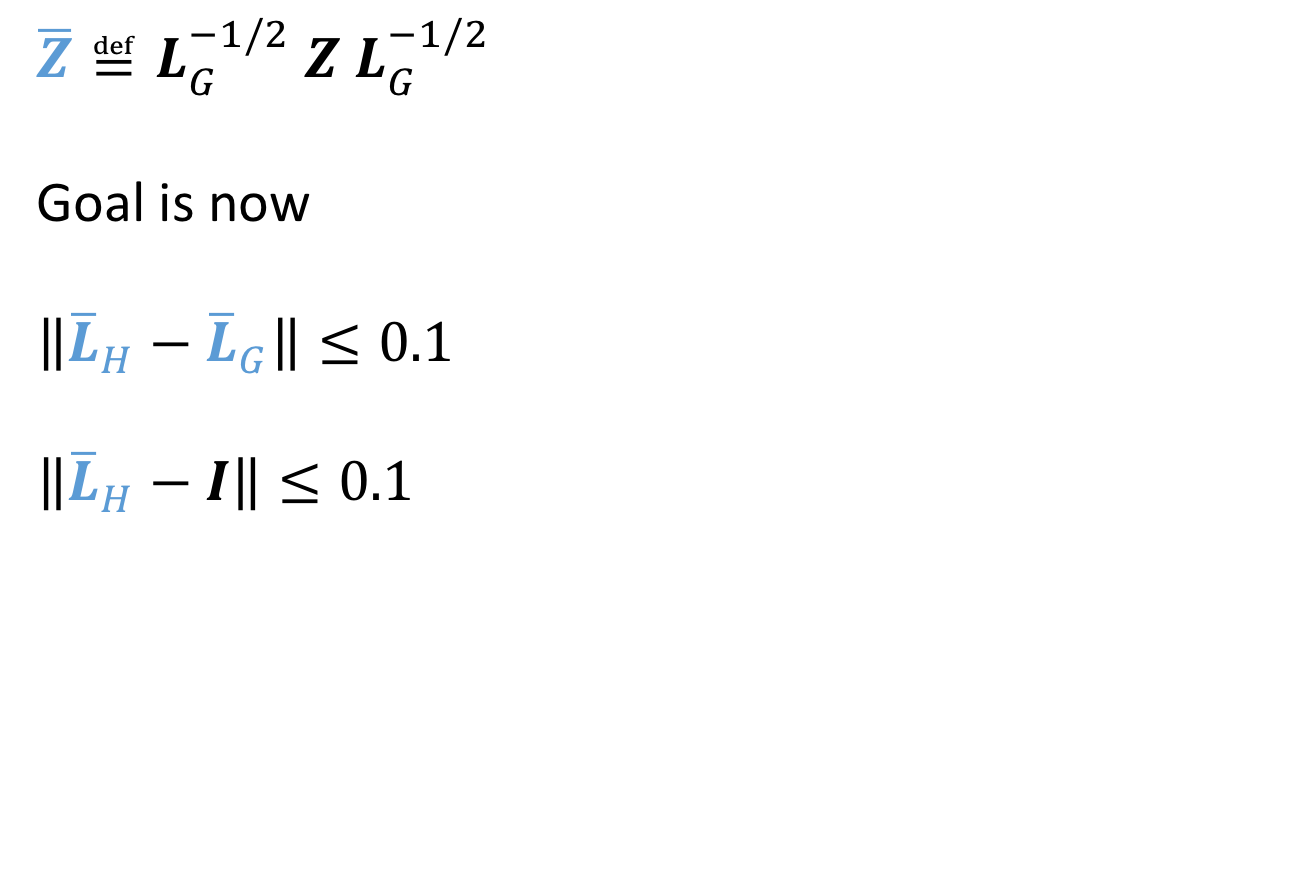 Z̅ ≝ L_G^{-1/2} Z L_G^{-1/2}
Goal is now
‖L̅_H − L̅_G‖ ≤ 0.1
‖L̅_H − I‖ ≤ 0.1